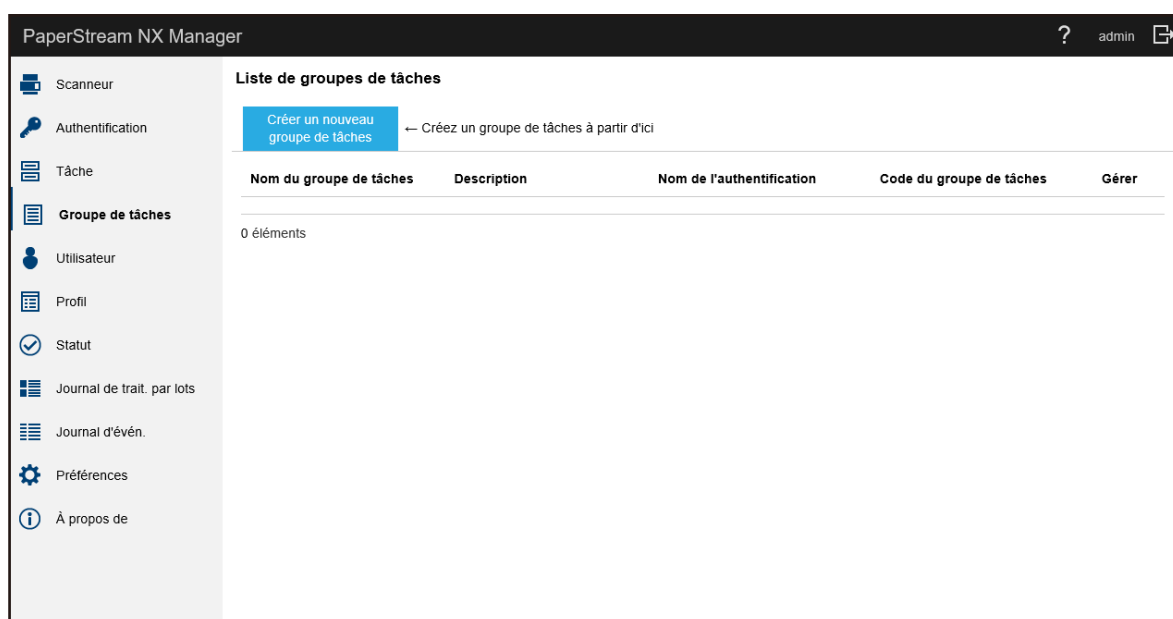 PaperStream NX Manager
? admin
Scanneur
Authentification
Tâche
Groupe de tâches
Utilisateur
Profil
Statut
Journal de trait. par lots
Journal d'évén.
Préférences
À propos de
Liste de groupes de tâches
Créer un nouveau
groupe de tâches
← Créez un groupe de tâches à partir d'ici
Nom du groupe de tâches Description Nom de l'authentification Code du groupe de tâches Gérer
0 éléments